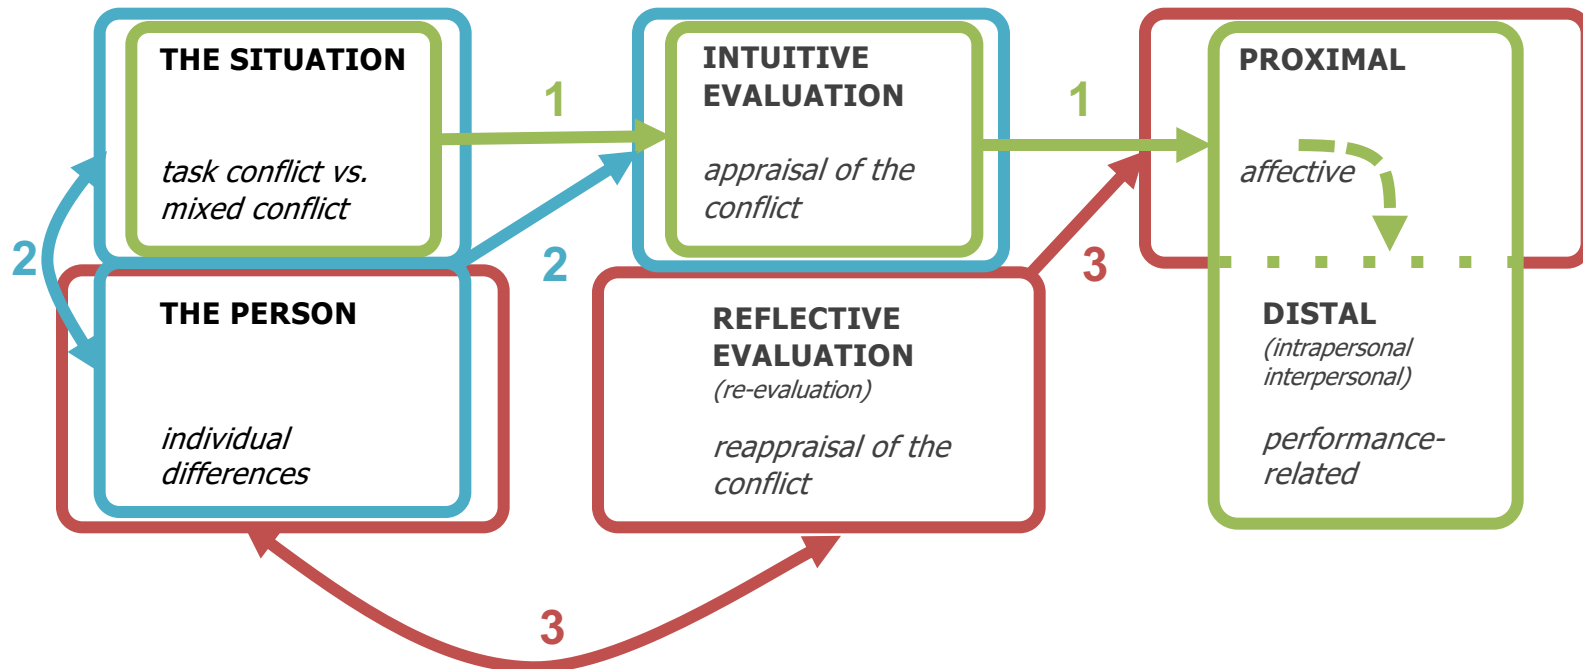 THE SITUATION
task conflict vs.
mixed conflict
1
INTUITIVE
EVALUATION
appraisal of the
conflict
1
PROXIMAL
affective
2
2
3
THE PERSON
individual
differences
REFLECTIVE
EVALUATION
(re-evaluation)
reappraisal of the
conflict
DISTAL
(intrapersonal
interpersonal)
performance-
related
3